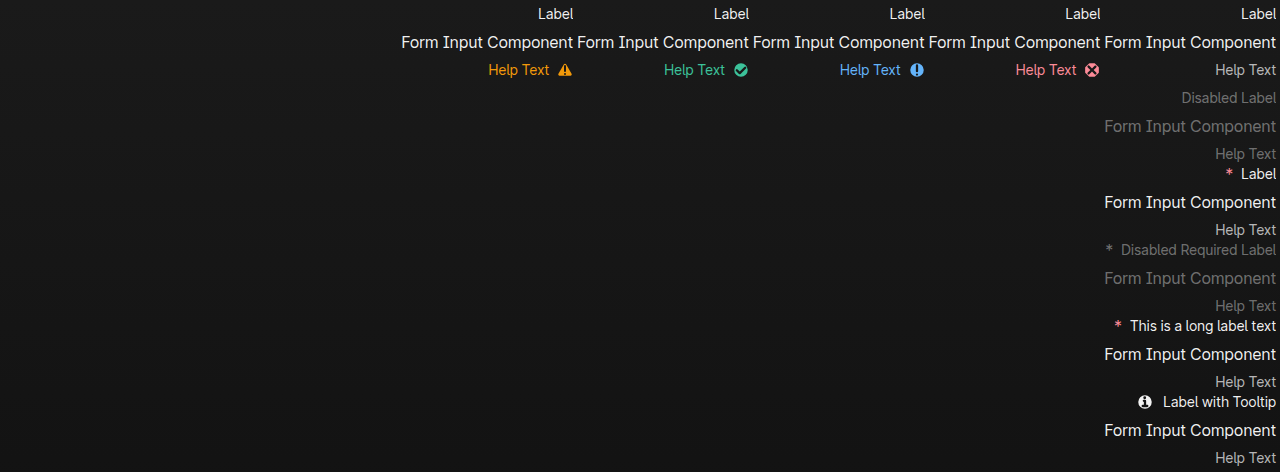 Label Label Label Label Label
Form Input Component Form Input Component Form Input Component Form Input Component Form Input Component
Help Text Help Text Help Text Help Text Help Text
Disabled Label
Form Input Component
Help Text
* Label
Form Input Component
Help Text
* Disabled Required Label
Form Input Component
Help Text
* This is a long label text
Form Input Component
Help Text
Label with Tooltip
Form Input Component
Help Text